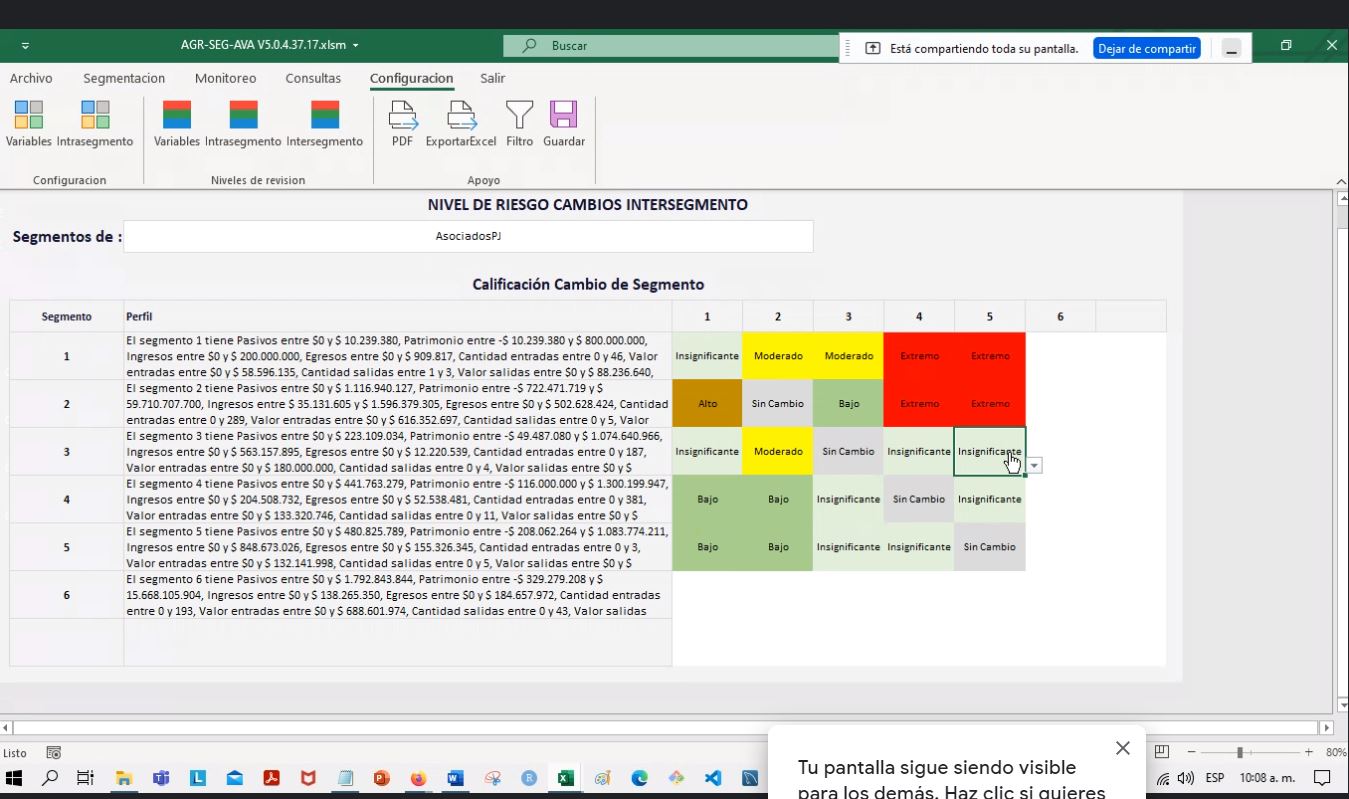 AGR-SEG-AVA V5.0.4.37.17.xlsm
Buscar
Está compartiendo toda su pantalla.
Dejar de compartir
Archivo Segmentacion Monitoreo Consultas Configuracion Salir
Variables Intrasegmento Variables Intrasegmento Intersegmento PDF ExportarExcel Filtro Guardar
Configuracion Niveles de revision Apoyo
NIVEL DE RIESGO CAMBIOS INTERSEGMENTO
Segmentos de : AsociadosPJ
Calificación Cambio de Segmento
Segmento Perfil 1 2 3 4 5 6
1
El segmento 1 tiene Pasivos entre $0 y $ 10.239.380, Patrimonio entre -$ 10.239.380 y $ 800.000.000,
Ingresos entre $0 y $ 200.000.000, Egresos entre $0 y $ 909.817, Cantidad entradas entre 0 y 46, Valor
entradas entre $0 y $ 58.596.135, Cantidad salidas entre 1 y 3, Valor salidas entre $0 y $ 88.236.640,
Insignificante Moderado Moderado Extremo Extremo
2
El segmento 2 tiene Pasivos entre $0 y $ 1.116.940.127, Patrimonio entre -$ 722.471.719 y $
59.710.707.700, Ingresos entre $ 35.131.605 y $ 1.596.379.305, Egresos entre $0 y $ 502.628.424, Cantidad
entradas entre 0 y 289, Valor entradas entre $0 y $ 616.352.697, Cantidad salidas entre 0 y 5, Valor
Alto Sin Cambio Bajo Extremo Extremo
3
El segmento 3 tiene Pasivos entre $0 y $ 223.109.034, Patrimonio entre -$ 49.487.080 y $ 1.074.640.966,
Ingresos entre $0 y $ 563.157.895, Egresos entre $0 y $ 12.220.539, Cantidad entradas entre 0 y 187,
Valor entradas entre $0 y $ 180.000.000, Cantidad salidas entre 0 y 4, Valor salidas entre $0 y $
Insignificante Moderado Sin Cambio Insignificante Insignificante
4
El segmento 4 tiene Pasivos entre $0 y $ 441.763.279, Patrimonio entre -$ 116.000.000 y $ 1.300.199.947,
Ingresos entre $0 y $ 204.508.732, Egresos entre $0 y $ 52.538.481, Cantidad entradas entre 0 y 381,
Valor entradas entre $0 y $ 133.320.746, Cantidad salidas entre 0 y 11, Valor salidas entre $0 y $
Bajo Bajo Insignificante Sin Cambio Insignificante
5
El segmento 5 tiene Pasivos entre $0 y $ 480.825.789, Patrimonio entre -$ 208.062.264 y $ 1.083.774.211,
Ingresos entre $0 y $ 848.673.026, Egresos entre $0 y $ 155.326.345, Cantidad entradas entre 0 y 3,
Valor entradas entre $0 y $ 132.141.998, Cantidad salidas entre 0 y 5, Valor salidas entre $0 y $
Bajo Bajo Insignificante Insignificante Sin Cambio
6
El segmento 6 tiene Pasivos entre $0 y $ 1.792.843.844, Patrimonio entre -$ 329.279.208 y $
15.668.105.904, Ingresos entre $0 y $ 138.265.350, Egresos entre $0 y $ 184.657.972, Cantidad entradas
entre 0 y 193, Valor entradas entre $0 y $ 688.601.974, Cantidad salidas entre 0 y 43, Valor salidas
Listo
80%
Tu pantalla sigue siendo visible
para los demás. Haz clic si quieres
ESP 10:08 a. m.